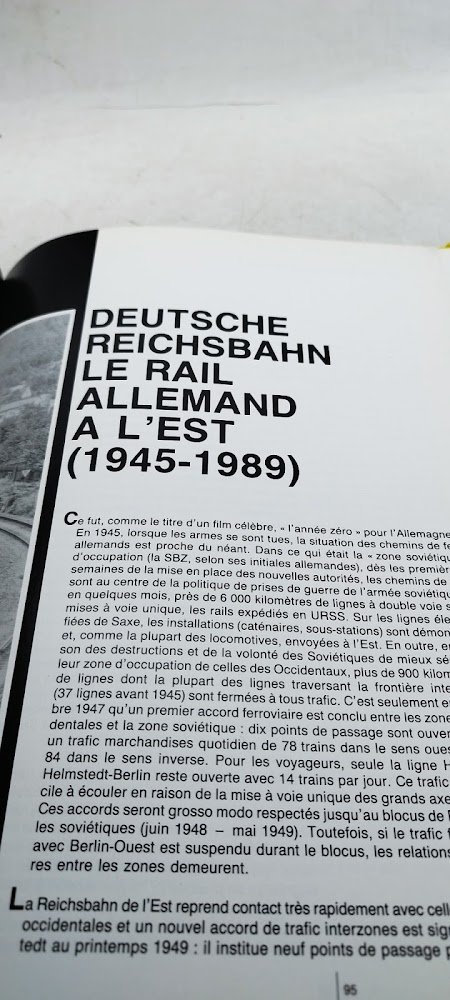 DEUTSCHE
REICHSBAHN
LE RAIL
ALLEMAND
A L'EST
(1945-1989)
Ce fut, comme le titre d'un film célèbre, « l'année zéro » pour l'Allemagne
En 1945, lorsque les armes se sont tues, la situation des chemins de fe
allemands est proche du néant. Dans ce qui était la « zone soviétiq
d'occupation (la SBZ, selon ses initiales allemandes), dès les premièr
semaines de la mise en place des nouvelles autorités, les chemins de
sont au centre de la politique de prises de guerre de l'armée soviétiqu
en quelques mois, près de 6 000 kilomètres de lignes à double voie s
mises à voie unique, les rails expédiés en URSS. Sur les lignes éle
fiées de Saxe, les installations (caténaires, sous-stations) sont démon
et, comme la plupart des locomotives, envoyées à l'Est. En outre, en
son des destructions et de la volonté des Soviétiques de mieux sé
leur zone d'occupation de celles des Occidentaux, plus de 900 kilom
de lignes dont la plupart des lignes traversant la frontière inte
(37 lignes avant 1945) sont fermées à tous trafic. C'est seulement e
bre 1947 qu'un premier accord ferroviaire est conclu entre les zone
dentales et la zone soviétique : dix points de passage sont ouver
un trafic marchandises quotidien de 78 trains dans le sens oues
84 dans le sens inverse. Pour les voyageurs, seule la ligne H
Helmstedt-Berlin reste ouverte avec 14 trains par jour. Ce trafic
cile à écouler en raison de la mise à voie unique des grands axe
Ces accords seront grosso modo respectés jusqu'au blocus de
les soviétiques (juin 1948 – mai 1949). Toutefois, si le trafic f
avec Berlin-Ouest est suspendu durant le blocus, les relations
res entre les zones demeurent.
La Reichsbahn de l'Est reprend contact très rapidement avec cell
occidentales et un nouvel accord de trafic interzones est sig
tedt au printemps 1949 : il institue neuf points de passage p
95